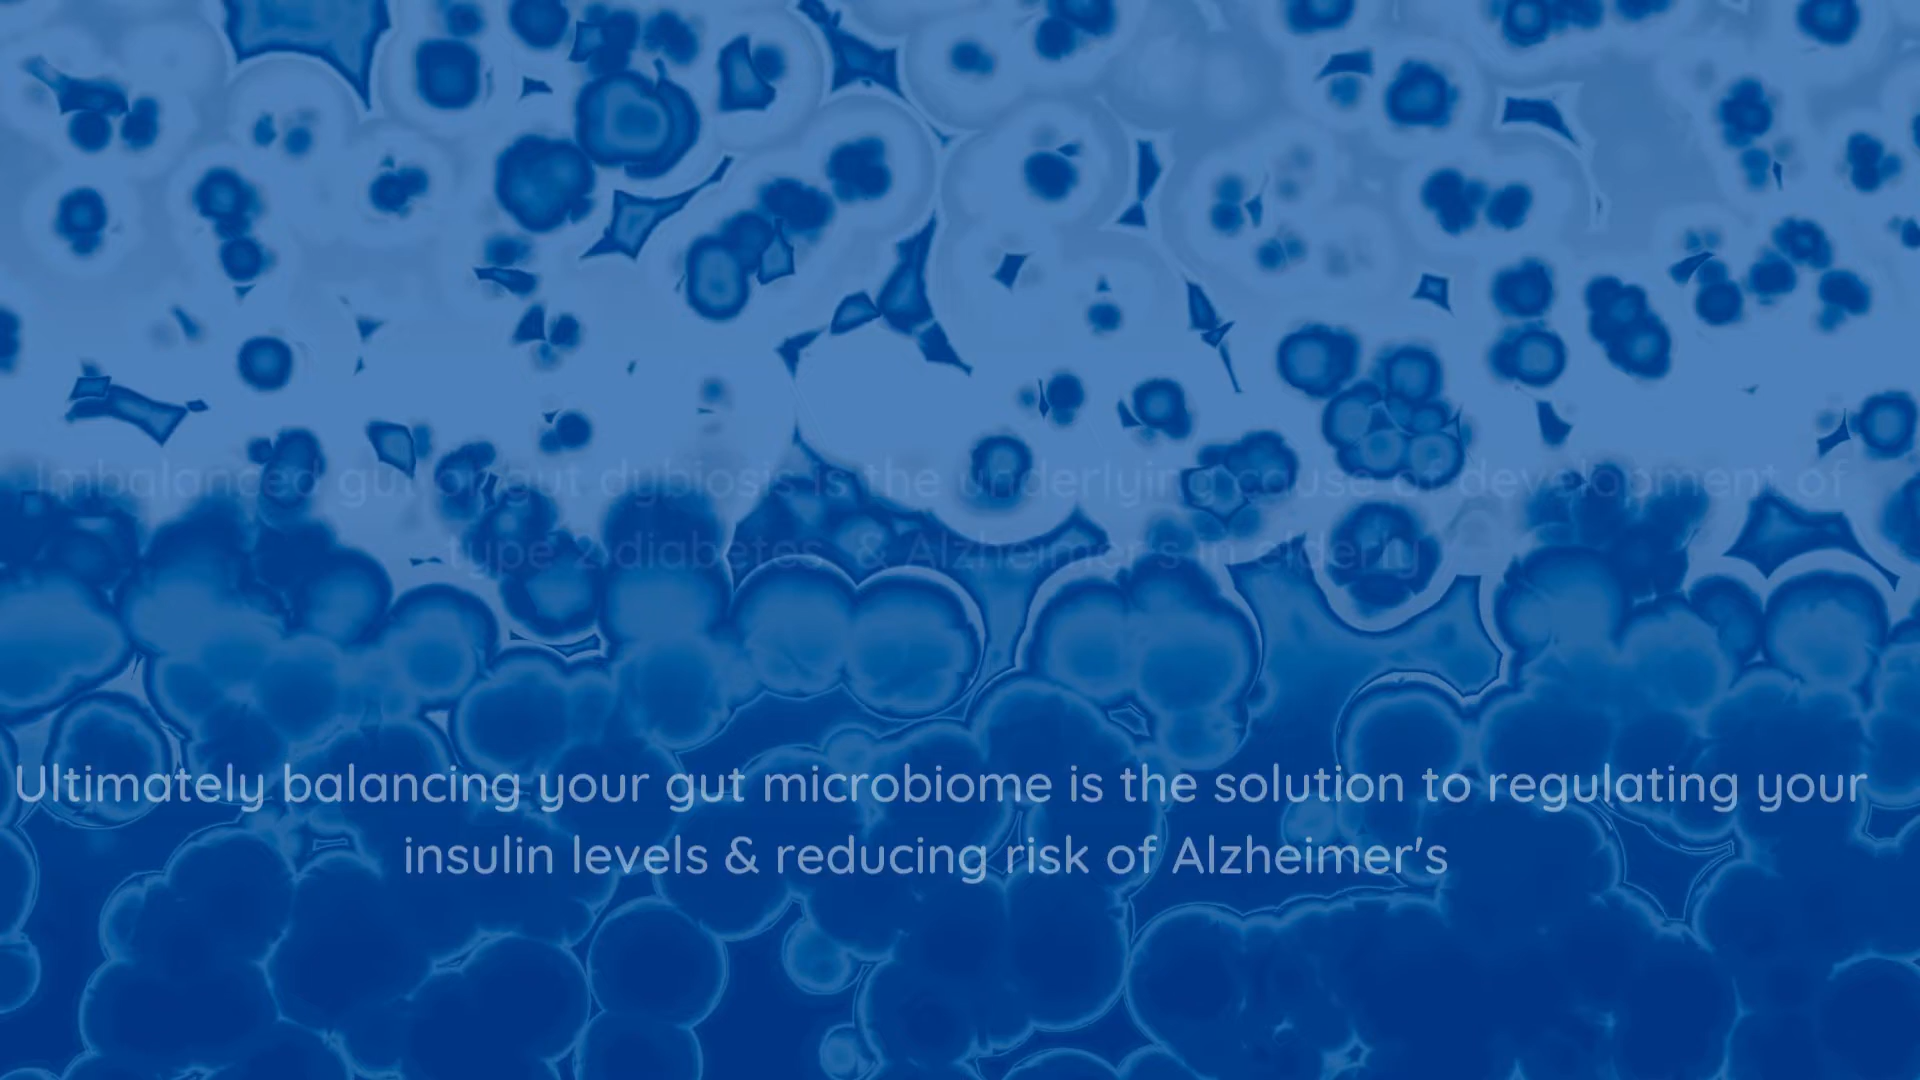 Imbalanced gut or gut dybiosis is the underlying cause of development of
type 2 diabetes & Alzheimer's in elderly
Ultimately balancing your gut microbiome is the solution to regulating your
insulin levels & reducing risk of Alzheimer's